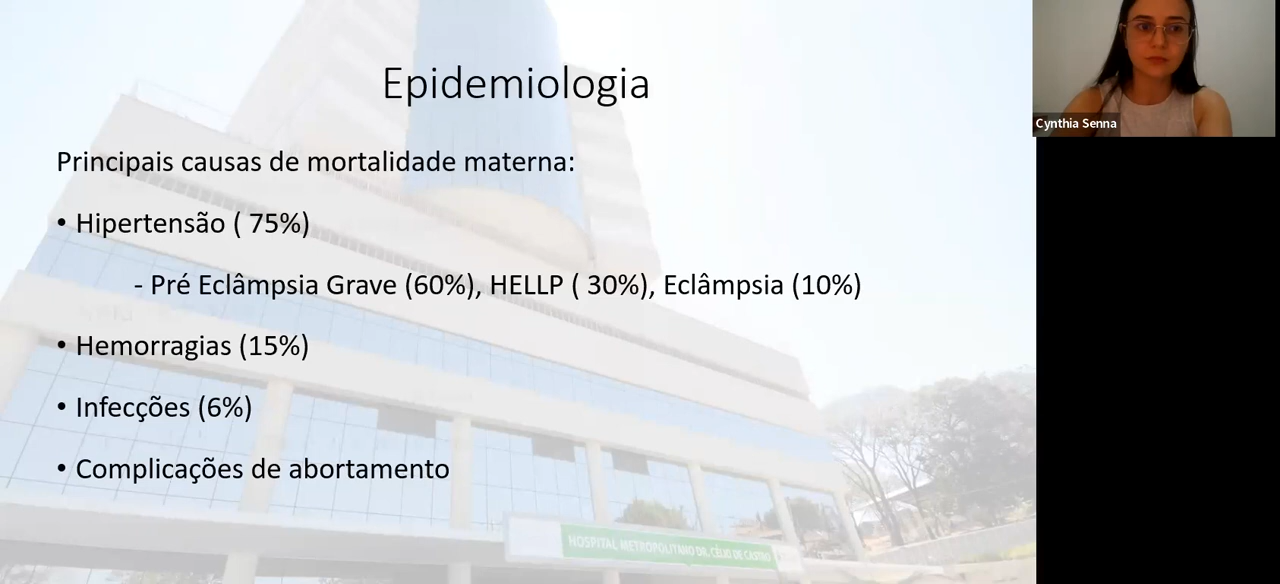 Epidemiologia
Principais causas de mortalidade materna:
• Hipertensão ( 75%)
- Pré Eclâmpsia Grave (60%), HELLP ( 30%), Eclâmpsia (10%)
• Hemorragias (15%)
• Infecções (6%)
• Complicações de abortamento
HOSPITAL METROPOLITANO DR. CÉLIO DE CASTRO
Cynthia Senna